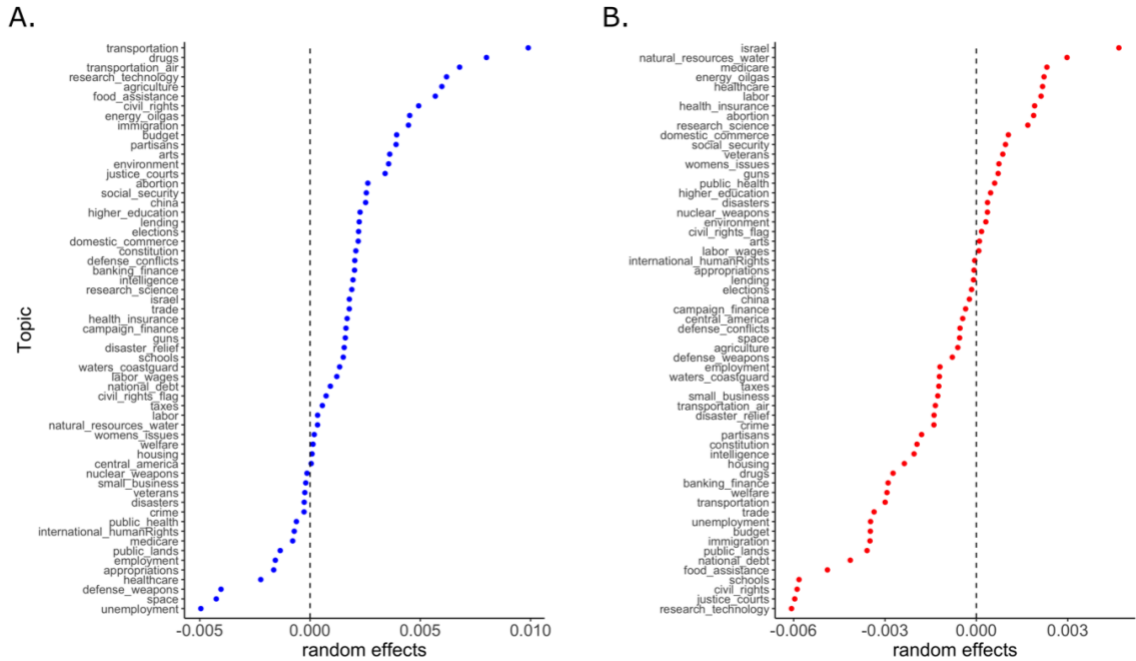 A.
transportation
drugs
transportation_air
research_technology
agriculture
food_assistance
civil_rights
energy_oilgas
immigration
budget
partisans
arts
environment
justice_courts
abortion
social_security
china
higher_education
lending
elections
domestic_commerce
constitution
defense_conflicts
banking_finance
intelligence
research_science
israel
trade
health_insurance
campaign_finance
guns
disaster_relief
schools
waters_coastguard
labor_wages
national_debt
civil_rights_flag
taxes
labor
natural_resources_water
womens_issues
welfare
housing
central_america
nuclear_weapons
small_business
veterans
disasters
crime
public_health
international_humanRights
medicare
public_lands
employment
appropriations
healthcare
defense_weapons
space
unemployment
Topic
-0.005 0.000 0.005 0.010
random effects
B.
israel
natural_resources_water
medicare
energy_oilgas
healthcare
labor
health_insurance
abortion
research_science
domestic_commerce
social_security
veterans
womens_issues
guns
public_health
higher_education
disasters
nuclear_weapons
environment
civil_rights_flag
arts
labor_wages
international_humanRights
appropriations
lending
elections
china
campaign_finance
central_america
defense_conflicts
space
agriculture
defense_weapons
employment
waters_coastguard
taxes
small_business
transportation_air
disaster_relief
crime
partisans
constitution
intelligence
housing
drugs
banking_finance
welfare
transportation
trade
unemployment
budget
immigration
public_lands
national_debt
food_assistance
schools
civil_rights
justice_courts
research_technology
-0.006 -0.003 0.000 0.003
random effects